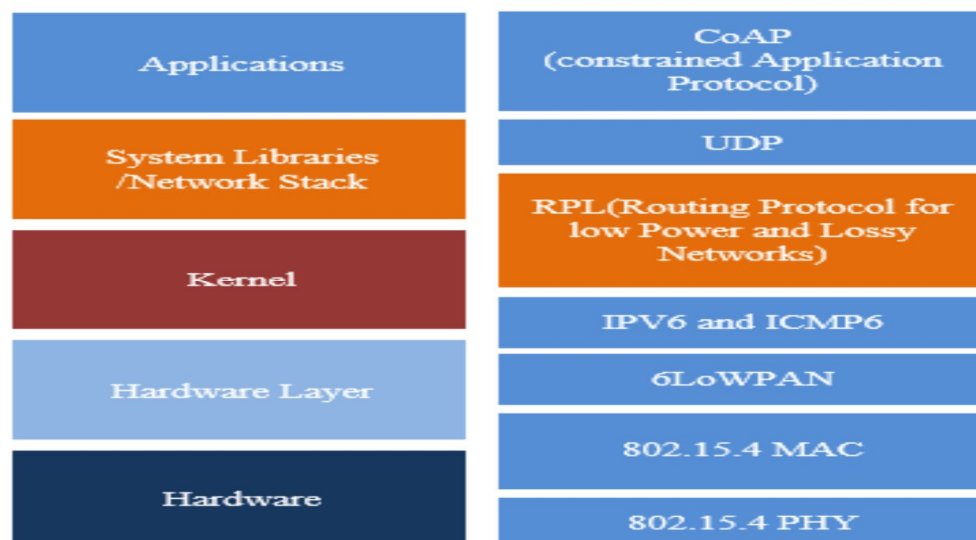 Applications
System Libraries
/Network Stack
Kernel
Hardware Layer
Hardware
CoAP
(constrained Application
Protocol)
UDP
RPL(Routing Protocol for
low Power and Lossy
Networks)
IPV6 and ICMP6
6LoWPAN
802.15.4 MAC
802.15.4 PHY